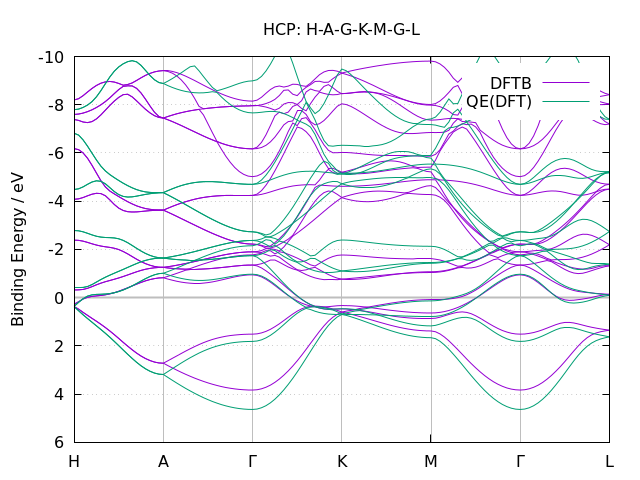 HCP: H-A-G-K-M-G-L
-10
-8
-6
-4
-2
0
2
4
6
Binding Energy / eV
DFTB
QE(DFT)
H A Γ K M Γ L